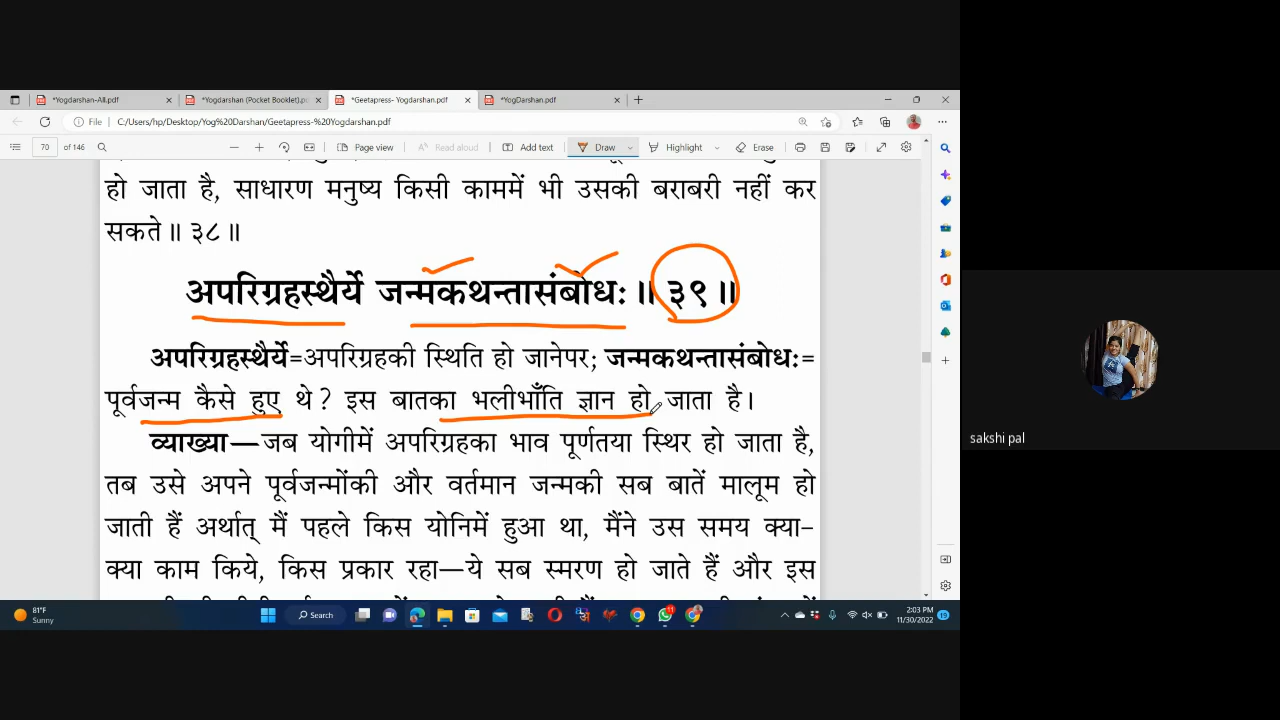 *Yogdarshan-All.pdf
*Yogdarshan (Pocket Booklet).p
*Geetapress- Yogdarshan.pdf
*YogDarshan.pdf
File
C:/Users/hp/Desktop/Yog%20Darshan/Geetapress-%20Yogdarshan.pdf
70 of 146
Page view
Read aloud
Add text
Draw
Highlight
Erase
हो जाता है, साधारण मनुष्य किसी काममें भी उसकी बराबरी नहीं कर
सकते॥ ३८॥
अपरिग्रहस्थैर्ये जन्मकथन्तासंबोधः॥ ३९॥
अपरिग्रहस्थैर्ये=अपरिग्रहकी स्थिति हो जानेपर; जन्मकथन्तासंबोधः=
पूर्वजन्म कैसे हुए थे? इस बातका भलीभाँति ज्ञान हो जाता है।
व्याख्या—जब योगीमें अपरिग्रहका भाव पूर्णतया स्थिर हो जाता है,
तब उसे अपने पूर्वजन्मोंकी और वर्तमान जन्मकी सब बातें मालूम हो
जाती हैं अर्थात् मैं पहले किस योनिमें हुआ था, मैंने उस समय क्या-
क्या काम किये, किस प्रकार रहा—ये सब स्मरण हो जाते हैं और इस
sakshi pal
81°F
Sunny
Search
2:03 PM
11/30/2022